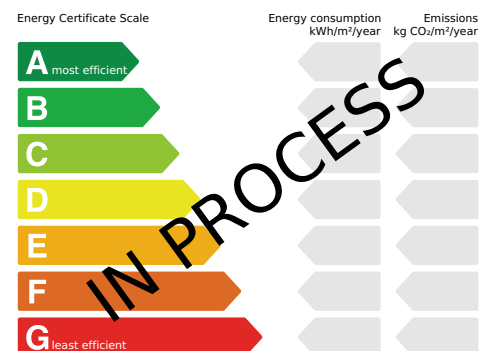 Energy Certificate Scale
Energy consumption
kWh/m²/year
Emissions
kg CO₂/m²/year
A most efficient
B
C
D
E
F
G least efficient
IN PROCESS